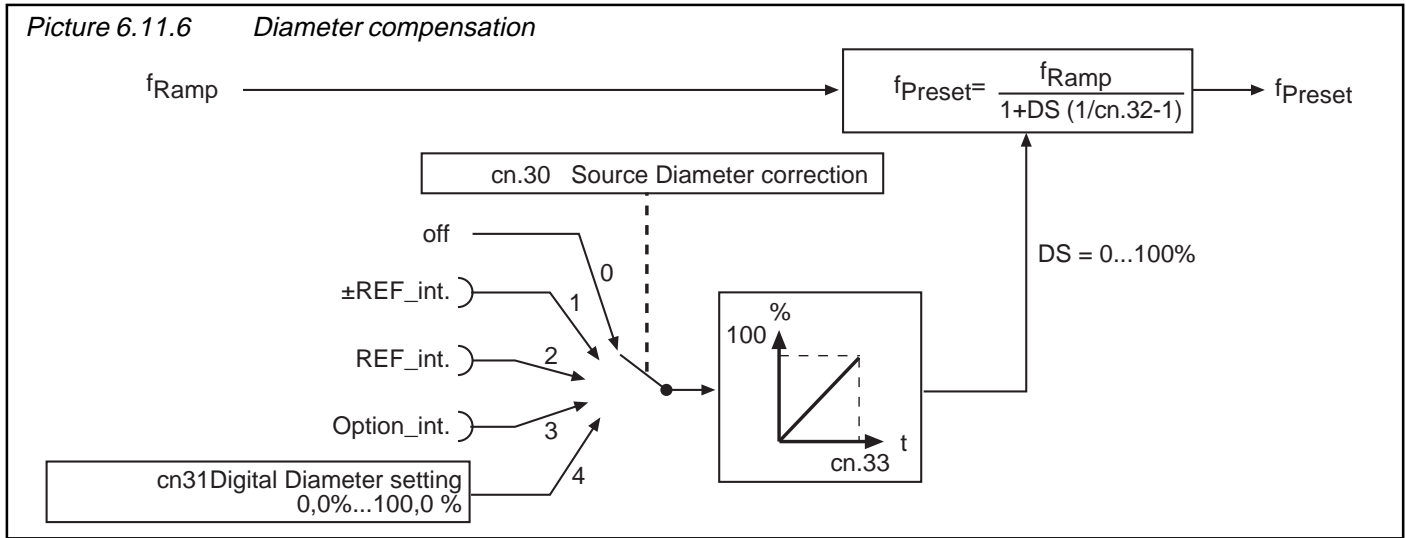 Picture 6.11.6 Diameter compensation
fRamp
fPreset= fRamp
1+DS (1/cn.32-1)
fPreset
cn.30 Source Diameter correction
off
0
DS = 0...100%
±REF_int.
1
REF_int.
2
Option_int.
3
cn31Digital Diameter setting
0,0%...100,0 %
4
%
100
t
cn.33